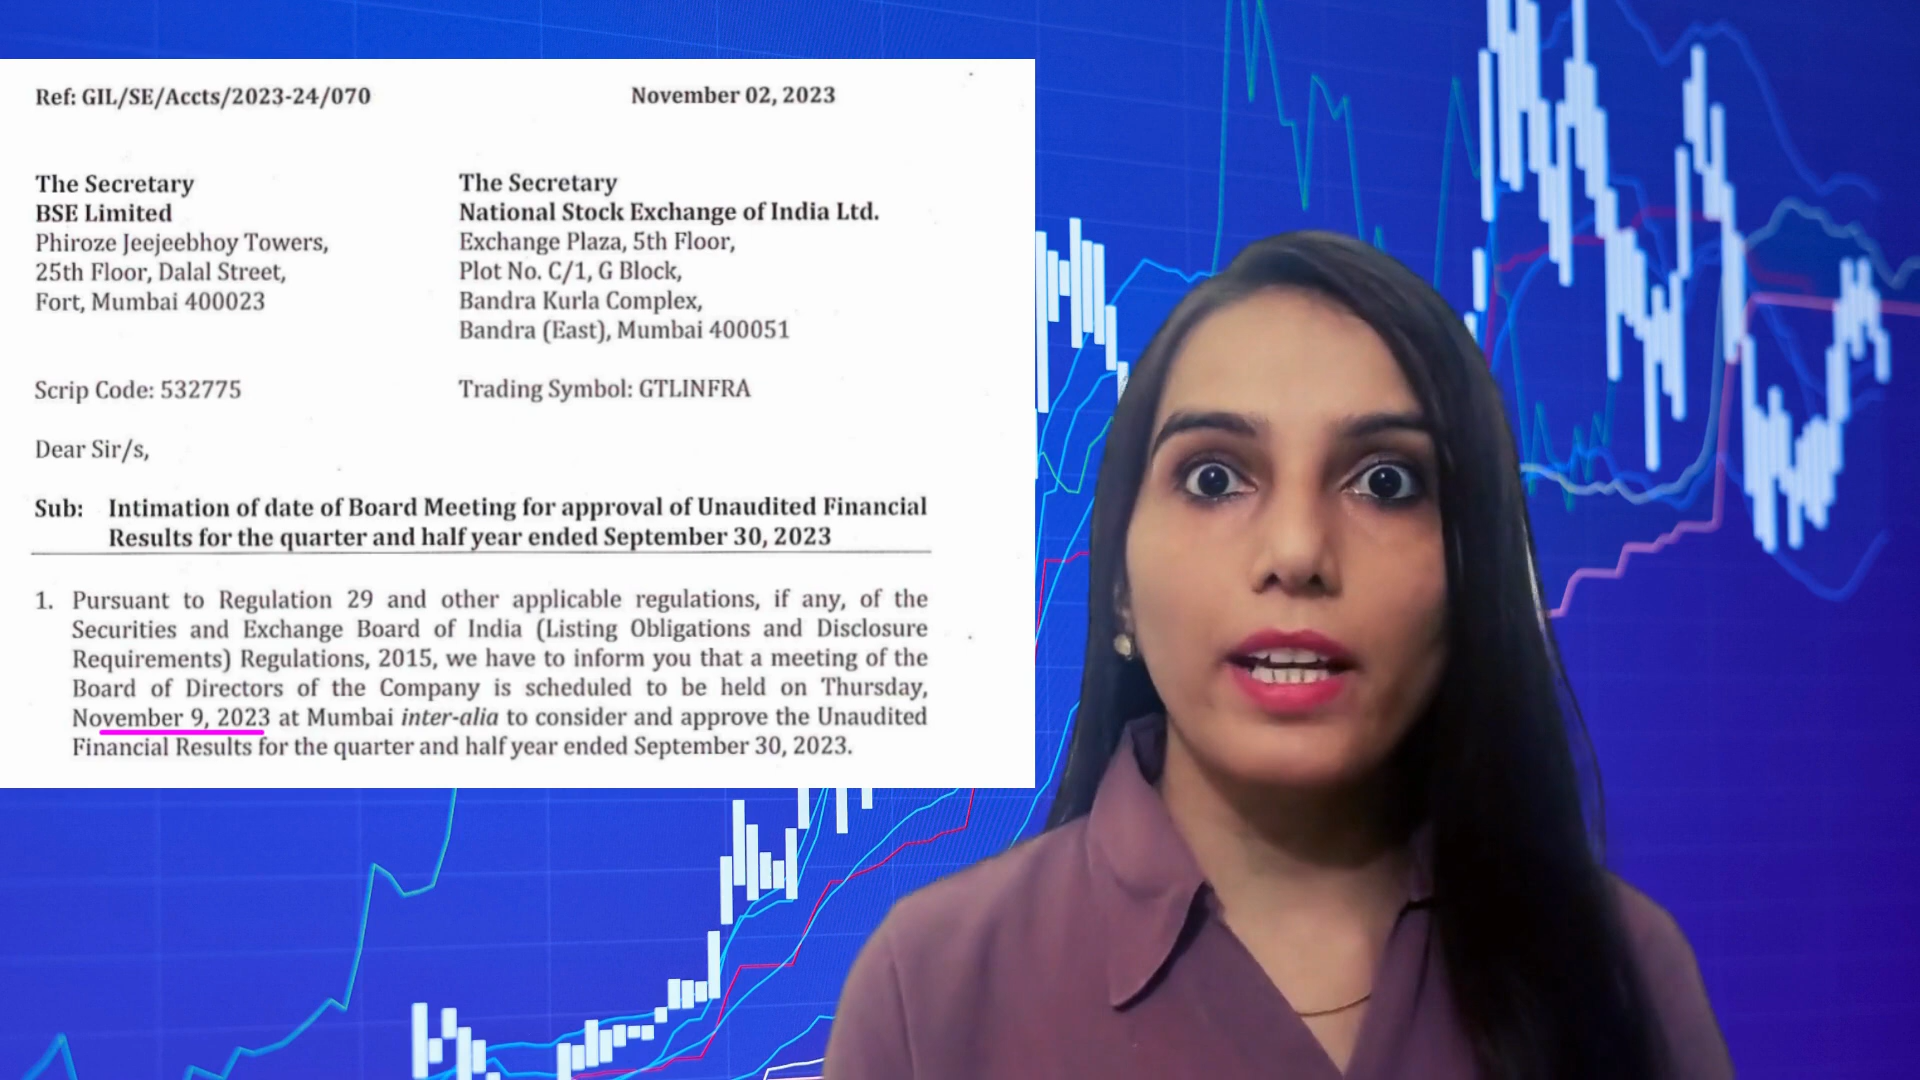 Ref: GIL/SE/Accts/2023-24/070
November 02, 2023
The Secretary
BSE Limited
Phiroze Jeejeebhoy Towers,
25th Floor, Dalal Street,
Fort, Mumbai 400023
The Secretary
National Stock Exchange of India Ltd.
Exchange Plaza, 5th Floor,
Plot No. C/1, G Block,
Bandra Kurla Complex,
Bandra (East), Mumbai 400051
Scrip Code: 532775
Trading Symbol: GTLINFRA
Dear Sir/s,
Sub: Intimation of date of Board Meeting for approval of Unaudited Financial
Results for the quarter and half year ended September 30, 2023
1. Pursuant to Regulation 29 and other applicable regulations, if any, of the
Securities and Exchange Board of India (Listing Obligations and Disclosure
Requirements) Regulations, 2015, we have to inform you that a meeting of the
Board of Directors of the Company is scheduled to be held on Thursday,
November 9, 2023 at Mumbai inter-alia to consider and approve the Unaudited
Financial Results for the quarter and half year ended September 30, 2023.